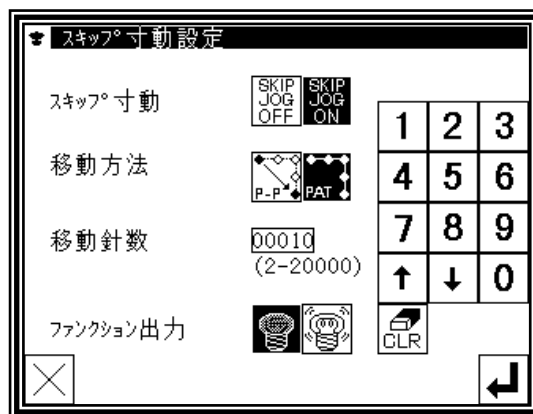 スキップ寸動設定
スキップ寸動
SKIP JOG OFF
SKIP JOG ON
移動方法
P-P
PAT
移動針数
00010
(2-20000)
ファンクション出力
1 2 3
4 5 6
7 8 9
↑ ↓ 0
CLR